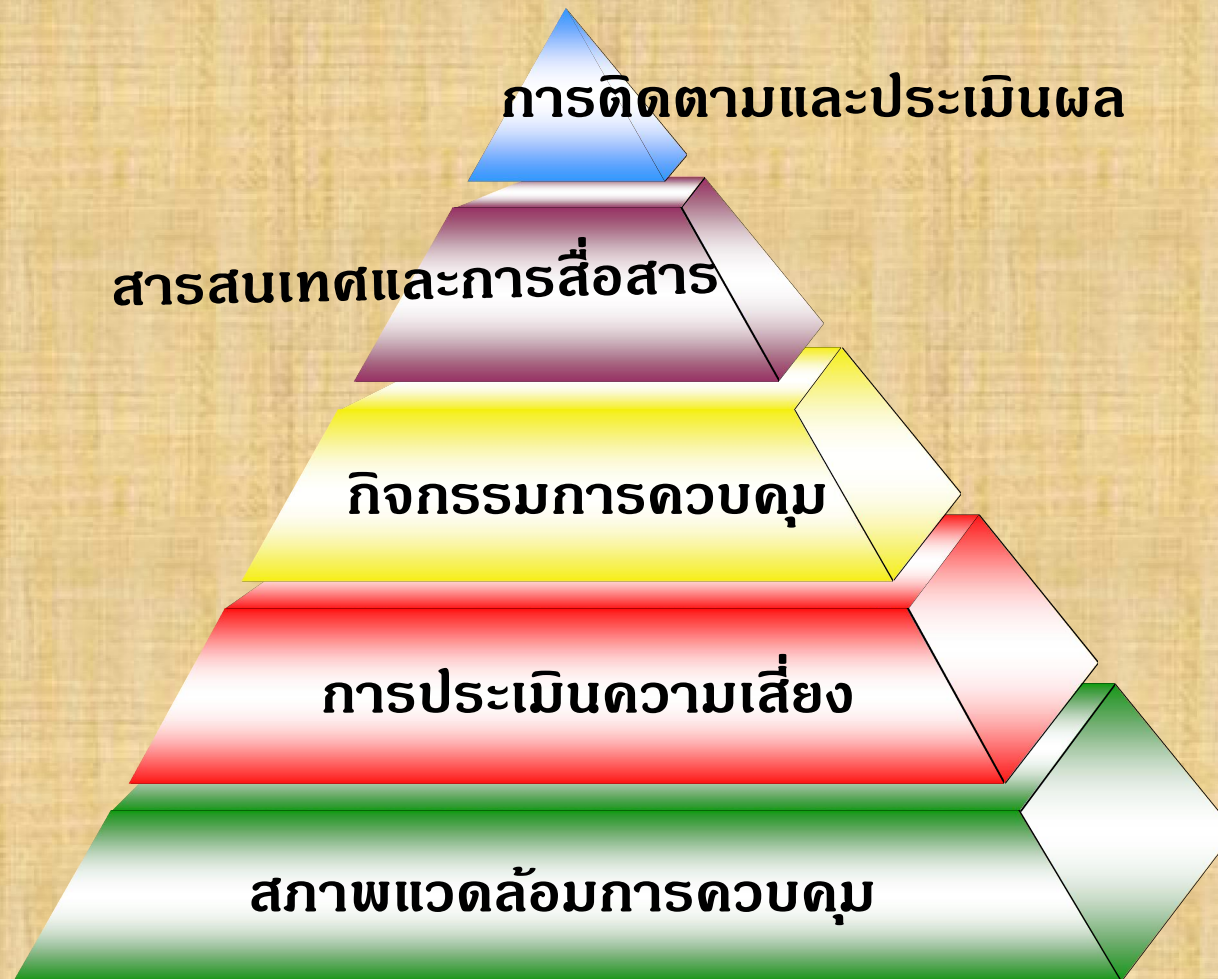 การติดตามและประเมินผล
สารสนเทศและการสื่อสาร
กิจกรรมการควบคุม
การประเมินความเสี่ยง
สภาพแวดล้อมการควบคุม